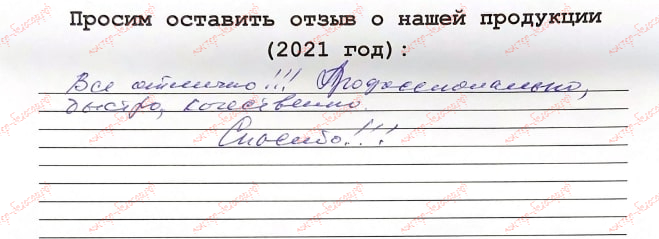 Просим оставить отзыв о нашей продукции
(2021 год):
Все отлично!!! Профессионально,
быстро, качественно.
Спасибо!!!